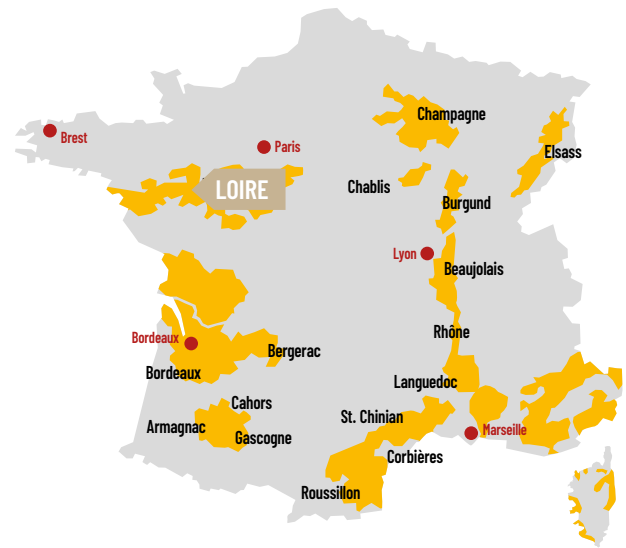 Champagne
Brest
Paris
Elsass
Chablis
LOIRE
Burgund
Lyon
Beaujolais
Rhône
Bordeaux
Bergerac
Bordeaux
Languedoc
Cahors
St. Chinian
Armagnac
Marseille
Gascogne
Corbières
Roussillon